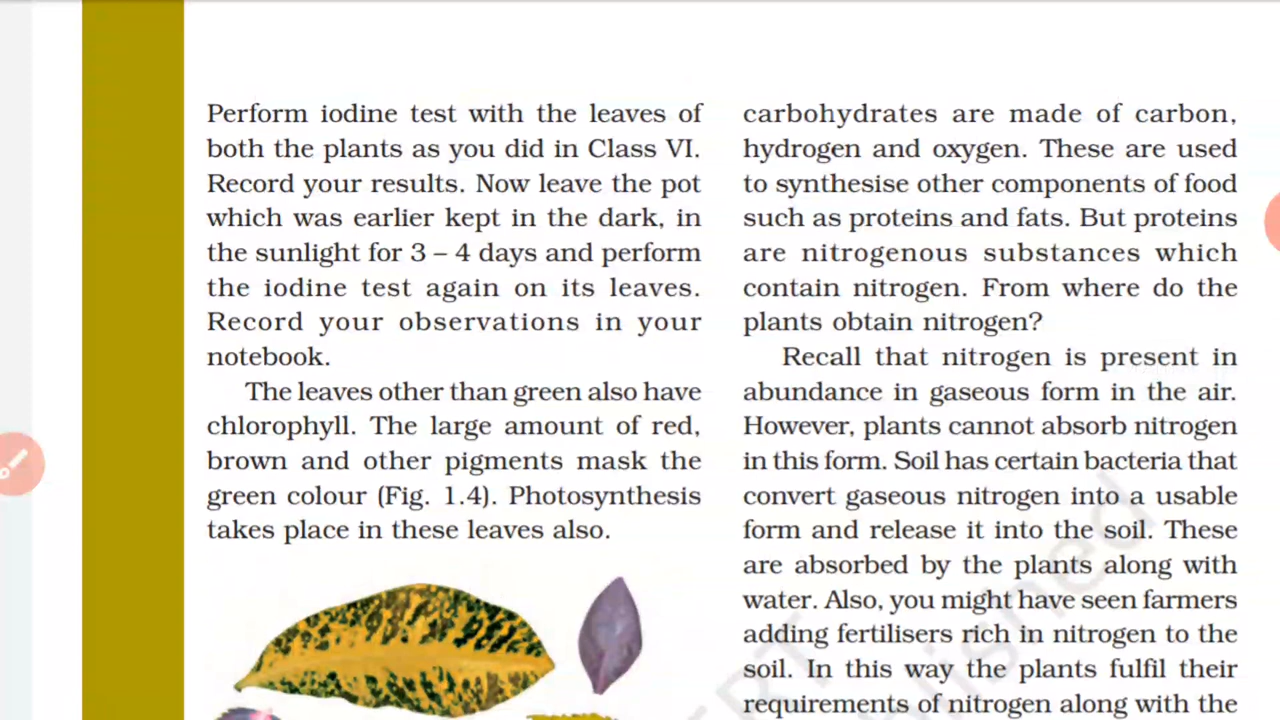 Perform iodine test with the leaves of
both the plants as you did in Class VI.
Record your results. Now leave the pot
which was earlier kept in the dark, in
the sunlight for 3 – 4 days and perform
the iodine test again on its leaves.
Record your observations in your
notebook.
The leaves other than green also have
chlorophyll. The large amount of red,
brown and other pigments mask the
green colour (Fig. 1.4). Photosynthesis
takes place in these leaves also.
carbohydrates are made of carbon,
hydrogen and oxygen. These are used
to synthesise other components of food
such as proteins and fats. But proteins
are nitrogenous substances which
contain nitrogen. From where do the
plants obtain nitrogen?
Recall that nitrogen is present in
abundance in gaseous form in the air.
However, plants cannot absorb nitrogen
in this form. Soil has certain bacteria that
convert gaseous nitrogen into a usable
form and release it into the soil. These
are absorbed by the plants along with
water. Also, you might have seen farmers
adding fertilisers rich in nitrogen to the
soil. In this way the plants fulfil their
requirements of nitrogen along with the